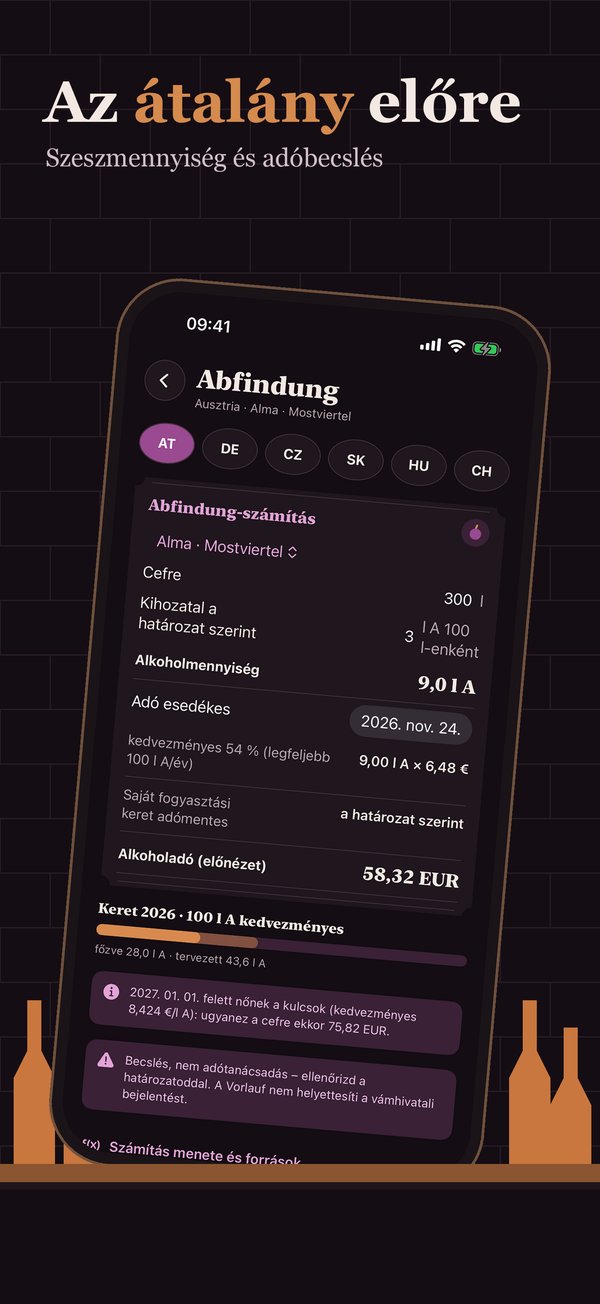 Az átalány előre
Szeszmennyiség és adóbecslés
09:41
Abfindung
Ausztria · Alma · Mostviertel
AT
DE
CZ
SK
HU
CH
Abfindung-számítás
Alma · Mostviertel
Cefre
300 l
Kihozatal a
határozat szerint
3
l A 100
l-enként
Alkoholmennyiség
9,0 l A
Adó esedékes
2026. nov. 24.
kedvezményes 54 % (legfeljebb
100 l A/év)
9,00 l A × 6,48 €
Saját fogyasztási
keret adómentes
a határozat szerint
Alkoholadó (előnézet)
58,32 EUR
Keret 2026 · 100 l A kedvezményes
főzve 28,0 l A · tervezett 43,6 l A
2027. 01. 01. felett nőnek a kulcsok (kedvezményes
8,424 €/l A): ugyanez a cefre ekkor 75,82 EUR.
Becslés, nem adótanácsadás – ellenőrizd a
határozatoddal. A Vorlauf nem helyettesíti a vámhivatali
bejelentést.
f(x) Számítás menete és források